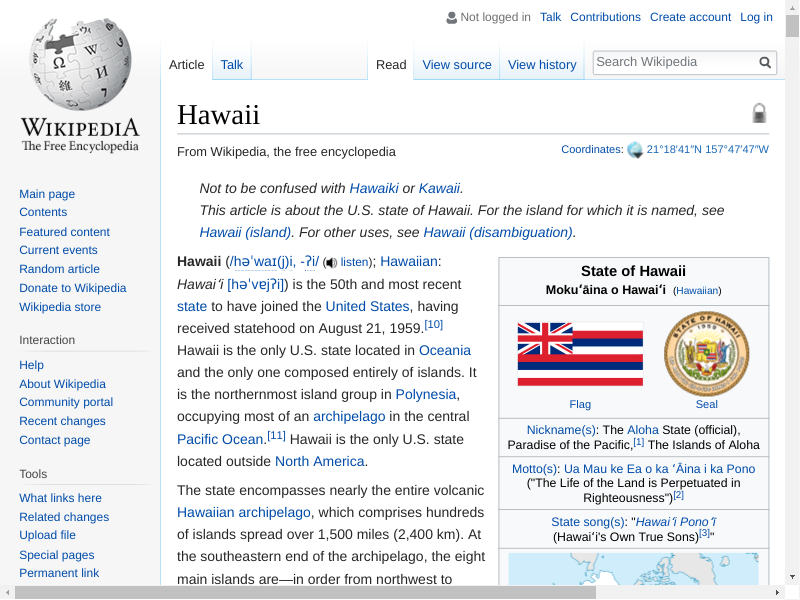 Not logged in Talk Contributions Create account Log in
Article Talk Read View source View history Search Wikipedia
WIKIPEDIA
The Free Encyclopedia
Main page
Contents
Featured content
Current events
Random article
Donate to Wikipedia
Wikipedia store
Interaction
Help
About Wikipedia
Community portal
Recent changes
Contact page
Tools
What links here
Related changes
Upload file
Special pages
Permanent link
Hawaii
From Wikipedia, the free encyclopedia
Coordinates: 21°18′41″N 157°47′47″W
Not to be confused with Hawaiki or Kawaii.
This article is about the U.S. state of Hawaii. For the island for which it is named, see
Hawaii (island). For other uses, see Hawaii (disambiguation).
Hawaii (/həˈwaɪ(j)i, -ʔi/ (listen); Hawaiian:
Hawaiʻi [həˈvɐjʔi]) is the 50th and most recent
state to have joined the United States, having
received statehood on August 21, 1959.[10]
Hawaii is the only U.S. state located in Oceania
and the only one composed entirely of islands. It
is the northernmost island group in Polynesia,
occupying most of an archipelago in the central
Pacific Ocean.[11] Hawaii is the only U.S. state
located outside North America.
The state encompasses nearly the entire volcanic
Hawaiian archipelago, which comprises hundreds
of islands spread over 1,500 miles (2,400 km). At
the southeastern end of the archipelago, the eight
main islands are—in order from northwest to
State of Hawaii
Mokuʻāina o Hawaiʻi (Hawaiian)
STATE OF HAWAII
1959
Flag Seal
Nickname(s): The Aloha State (official),
Paradise of the Pacific,[1] The Islands of Aloha
Motto(s): Ua Mau ke Ea o ka ʻĀina i ka Pono
("The Life of the Land is Perpetuated in
Righteousness")[2]
State song(s): "Hawaiʻi Ponoʻī
(Hawaiʻi's Own True Sons)[3]"